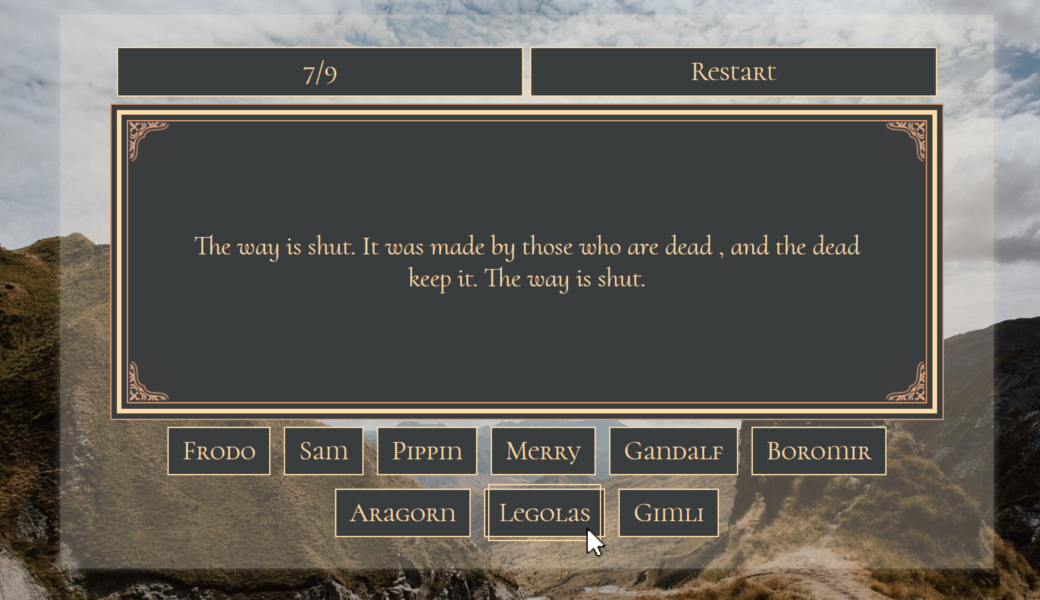 7/9
Restart
The way is shut. It was made by those who are dead , and the dead
keep it. The way is shut.
Frodo
Sam
Pippin
Merry
Gandalf
Boromir
Aragorn
Legolas
Gimli